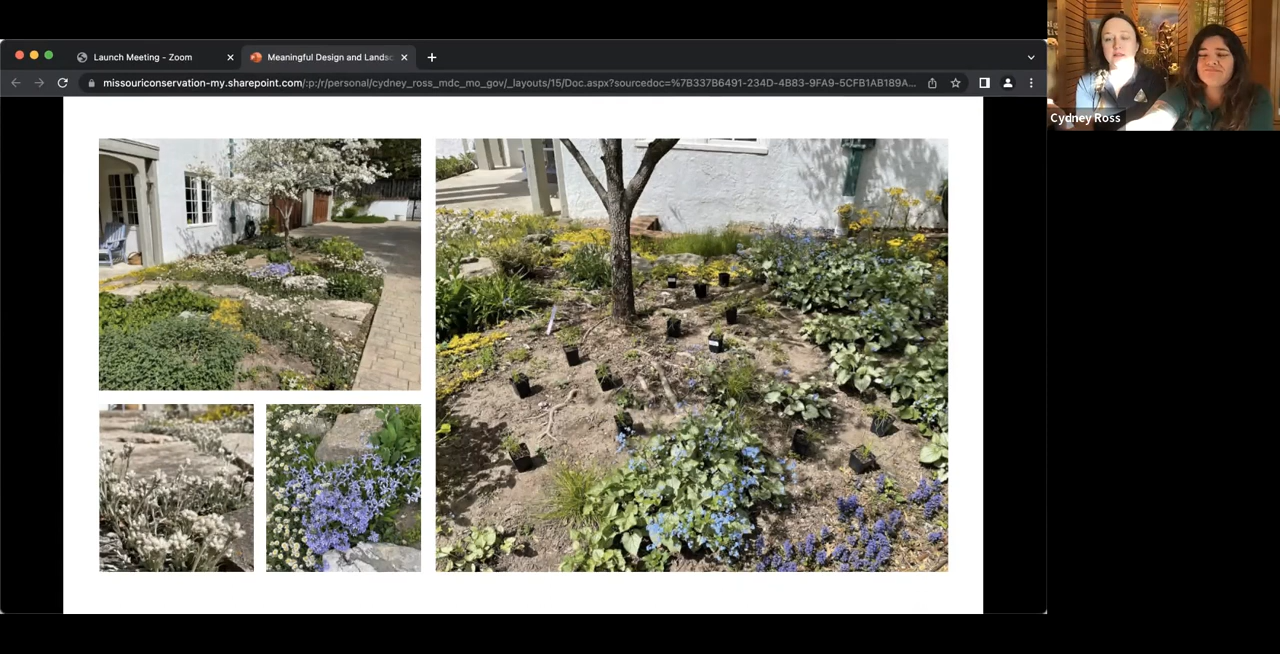 Launch Meeting - Zoom
Meaningful Design and Lands
missouriconservation-my.sharepoint.com/:p:/r/personal/cydney_ross_mdc_mo_gov/_layouts/15/Doc.aspx?sourcedoc=%7B337B6491-234D-4B83-9FA9-5CFB1AB189A...
Cydney Ross